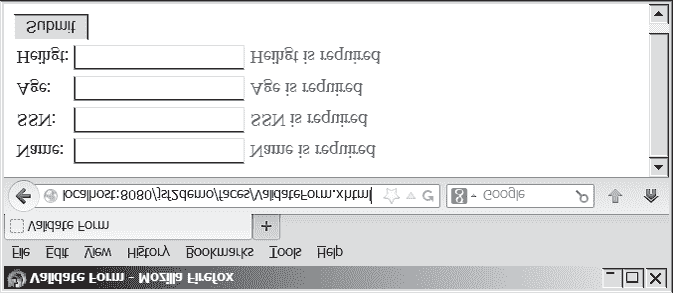 Validate Form - Mozilla Firefox
File Edit View History Bookmarks Tools Help
Validate Form +
localhost:8080/jsf2demo/faces/ValidateForm.xhtml Google
Name: Name is required
SSN: SSN is required
Age: Age is required
Heihgt: Heihgt is required
Submit